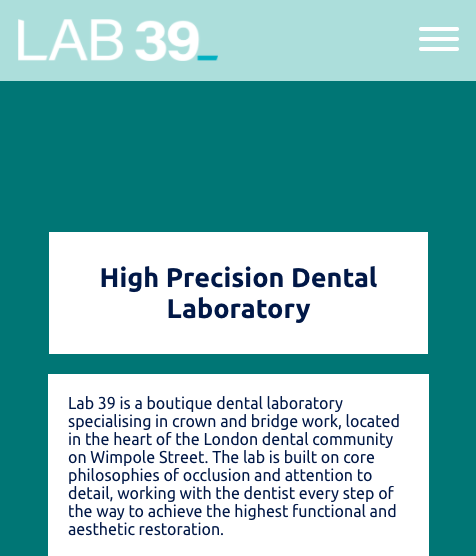 LAB 39_
High Precision Dental
Laboratory
Lab 39 is a boutique dental laboratory
specialising in crown and bridge work, located
in the heart of the London dental community
on Wimpole Street. The lab is built on core
philosophies of occlusion and attention to
detail, working with the dentist every step of
the way to achieve the highest functional and
aesthetic restoration.